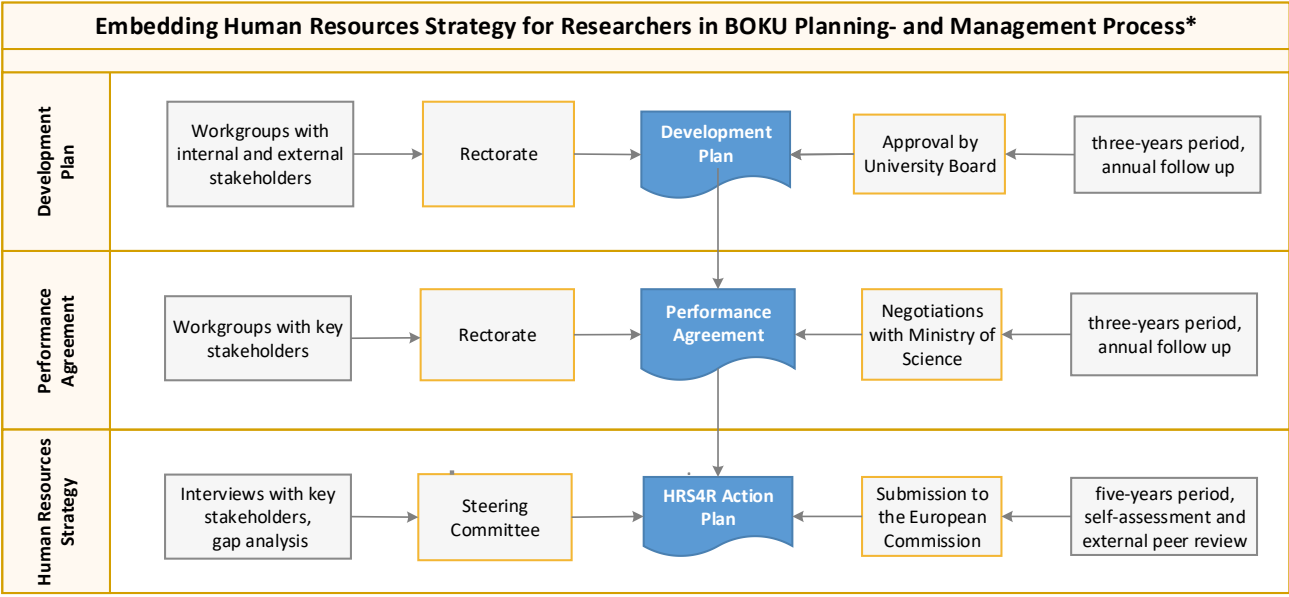 Embedding Human Resources Strategy for Researchers in BOKU Planning- and Management Process*
Development
Plan
Workgroups with
internal and external
stakeholders
Rectorate
Development
Plan
Approval by
University Board
three-years period,
annual follow up
Performance
Agreement
Workgroups with key
stakeholders
Rectorate
Performance
Agreement
Negotiations
with Ministry of
Science
three-years period,
annual follow up
Human Resources
Strategy
Interviews with key
stakeholders,
gap analysis
Steering
Committee
HRS4R Action
Plan
Submission to
the European
Commission
five-years period,
self-assessment and
external peer review